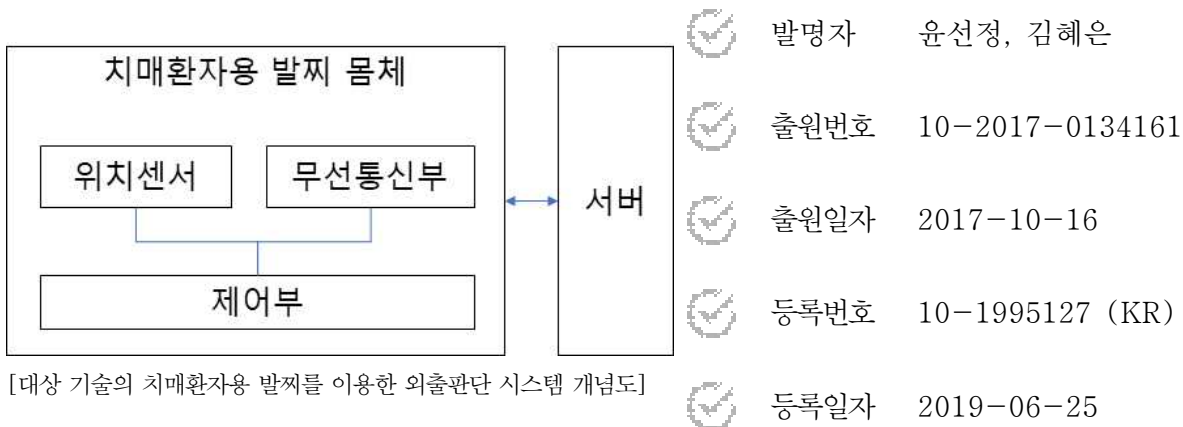 치매환자용 발찌 몸체
위치센서
무선통신부
제어부
서버
[대상 기술의 치매환자용 발찌를 이용한 외출판단 시스템 개념도]
발명자 윤선정, 김혜은
출원번호 10-2017-0134161
출원일자 2017-10-16
등록번호 10-1995127 (KR)
등록일자 2019-06-25